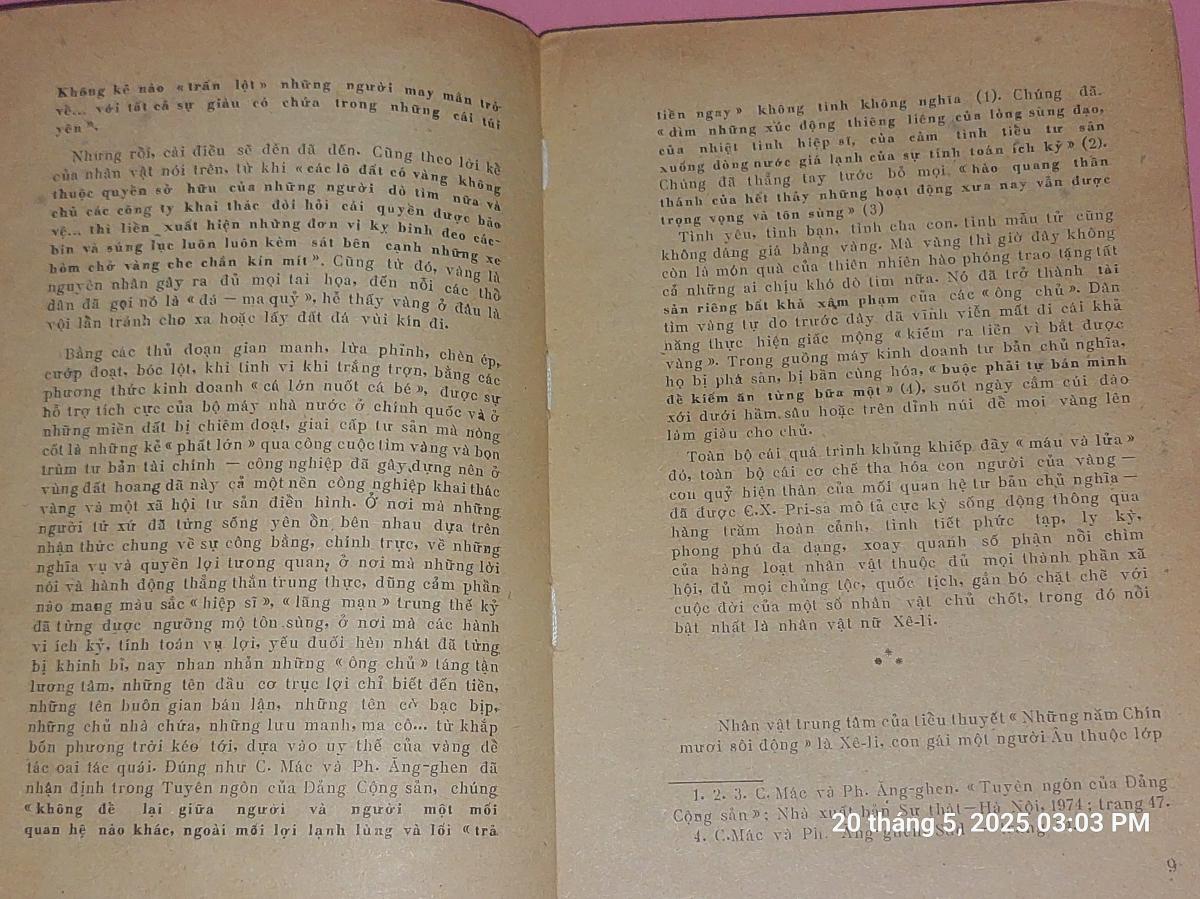 Không kẻ nào «trấn lột» những người may mắn trở
về... với tất cả sự giàu có chứa trong những cái túi
yên".
Nhưng rồi, cái điều sẽ đến đã đến. Cũng theo lời kể
của nhân vật nói trên, từ khi «các lô đất có vàng không
thuộc quyền sở hữu của những người dò tìm nữa và
chủ các công ty khai thác đòi hỏi cái quyền được bảo
vệ... thì liền xuất hiện những đơn vị kỵ binh đeo các-
bin và súng lục luôn luôn kèm sát bên cạnh những xe
hòm chở vàng che chắn kín mít". Cũng từ đó, vàng là
nguyên nhân gây ra đủ mọi tai họa, đến nỗi các thổ
dân đã gọi nó là «đá — ma quỷ», hễ thấy vàng ở đâu là
vội lẩn tránh cho xa hoặc lấy đất đá vùi kín đi.
Bằng các thủ đoạn gian manh, lừa phỉnh, chèn ép,
cướp đoạt, bóc lột, khi tinh vi khi trắng trợn, bằng các
phương thức kinh doanh «cá lớn nuốt cá bé», được sự
hỗ trợ tích cực của bộ máy nhà nước ở chính quốc và ở
những miền đất bị chiếm đoạt, giai cấp tư sản mà nòng
cốt là những kẻ «phất lớn» qua công cuộc tìm vàng và bọn
trùm tư bản tài chính — công nghiệp đã gây dựng nên ở
vùng đất hoang dã này cả một nền công nghiệp khai thác
vàng và một xã hội tư sản điển hình. Ở nơi mà những
người tứ xứ đã từng sống yên ổn bên nhau dựa trên
nhận thức chung về sự công bằng, chính trực, về những
nghĩa vụ và quyền lợi tương quan, ở nơi mà những lời
nói và hành động thẳng thắn trung thực, dũng cảm phần
nào mang màu sắc «hiệp sĩ», «lãng mạn» trung thế kỷ
đã từng được ngưỡng mộ tôn sùng, ở nơi mà các hành
vi ích kỷ, tính toán vụ lợi, yếu đuối hèn nhát đã từng
bị khinh bỉ, nay nhan nhản những «ông chủ» táng tận
lương tâm, những tên đầu cơ trục lợi chỉ biết đến tiền,
những tên buôn gian bán lận, những tên cờ bạc bịp,
những chủ nhà chứa, những lưu manh, ma cô... từ khắp
bốn phương trời kéo tới, dựa vào uy thế của vàng để
tác oai tác quái. Đúng như C. Mác và Ph. Ăng-ghen đã
nhận định trong Tuyên ngôn của Đảng Cộng sản, chúng
«không để lại giữa người và người một mối
quan hệ nào khác, ngoài mối lợi lạnh lùng và lối «trả
tiền ngay» không tình không nghĩa (1). Chúng đã
«dìm những xúc động thiêng liêng của lòng sùng đạo,
của nhiệt tình hiệp sĩ, của cảm tình tiểu tư sản
xuống dòng nước giá lạnh của sự tính toán ích kỷ» (2).
Chúng đã thẳng tay tước bỏ mọi «hào quang thần
thánh của hết thảy những hoạt động xưa nay vẫn được
trọng vọng và tôn sùng» (3)
Tình yêu, tình bạn, tình cha con, tình mẫu tử cũng
không đáng giá bằng vàng. Mà vàng thì giờ đây không
còn là món quà của thiên nhiên hào phóng trao tặng tất
cả những ai chịu khó dò tìm nữa. Nó đã trở thành tài
sản riêng bất khả xâm phạm của các «ông chủ». Dân
tìm vàng tự do trước đây đã vĩnh viễn mất đi cái khả
năng thực hiện giấc mộng «kiếm ra tiền vì bắt được
vàng». Trong guồng máy kinh doanh tư bản chủ nghĩa,
họ bị phá sản, bị bần cùng hóa, «buộc phải tự bán mình
để kiếm ăn từng bữa một» (4), suốt ngày cắm cúi đào
xới dưới hầm sâu hoặc trên đỉnh núi để moi vàng lên
làm giàu cho chủ.
Toàn bộ cái quá trình khủng khiếp đầy «máu và lửa»
đó, toàn bộ cái cơ chế tha hóa con người của vàng —
con quỷ hiện thân của mối quan hệ tư bản chủ nghĩa —
đã được C.X. Pri-sa mô tả cực kỳ sống động thông qua
hàng trăm hoàn cảnh, tình tiết phức tạp, ly kỳ,
phong phú đa dạng, xoay quanh số phận nổi chìm
của hàng loạt nhân vật thuộc đủ mọi thành phần xã
hội, đủ mọi chủng tộc, quốc tịch, gắn bó chặt chẽ với
cuộc đời của một số nhân vật chủ chốt, trong đó nổi
bật nhất là nhân vật nữ Xê-li.
* * *
Nhân vật trung tâm của tiểu thuyết «Những năm Chín
mươi sôi động» là Xê-li, con gái một người Âu thuộc lớp
1. 2. 3. C. Mác và Ph. Ăng-ghen. «Tuyên ngôn của Đảng
Cộng sản»; Nhà xuất bản Sự thật—Hà Nội, 1974; trang 47.
4. C.Mác và Ph. Ăng-ghen
20 tháng 5, 2025 03:03 PM
9